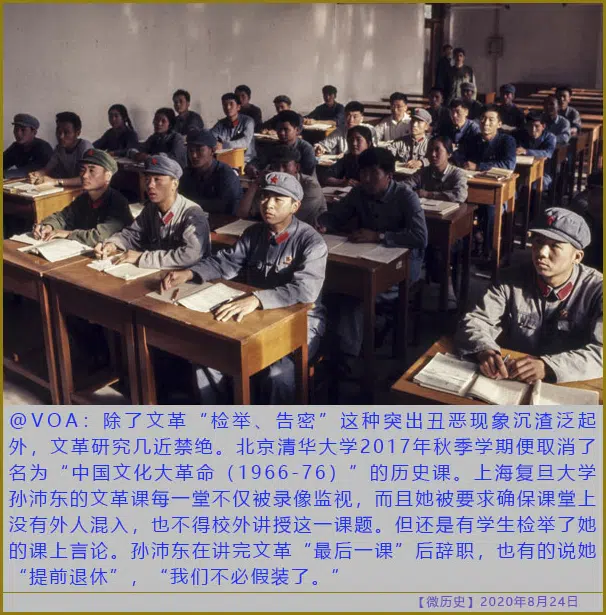 @VOA：除了文革“检举、告密”这种突出丑恶现象沉渣泛起
外，文革研究几近禁绝。北京清华大学2017年秋季学期便取消了
名为“中国文化大革命（1966-76）”的历史课。上海复旦大学
孙沛东的文革课每一堂不仅被录像监视，而且她被要求确保课堂上
没有外人混入，也不得校外讲授这一课题。但还是有学生检举了她
的课上言论。孙沛东在讲完文革“最后一课”后辞职，也有的说她
“提前退休”，“我们不必假装了。”
【微历史】2020年8月24日